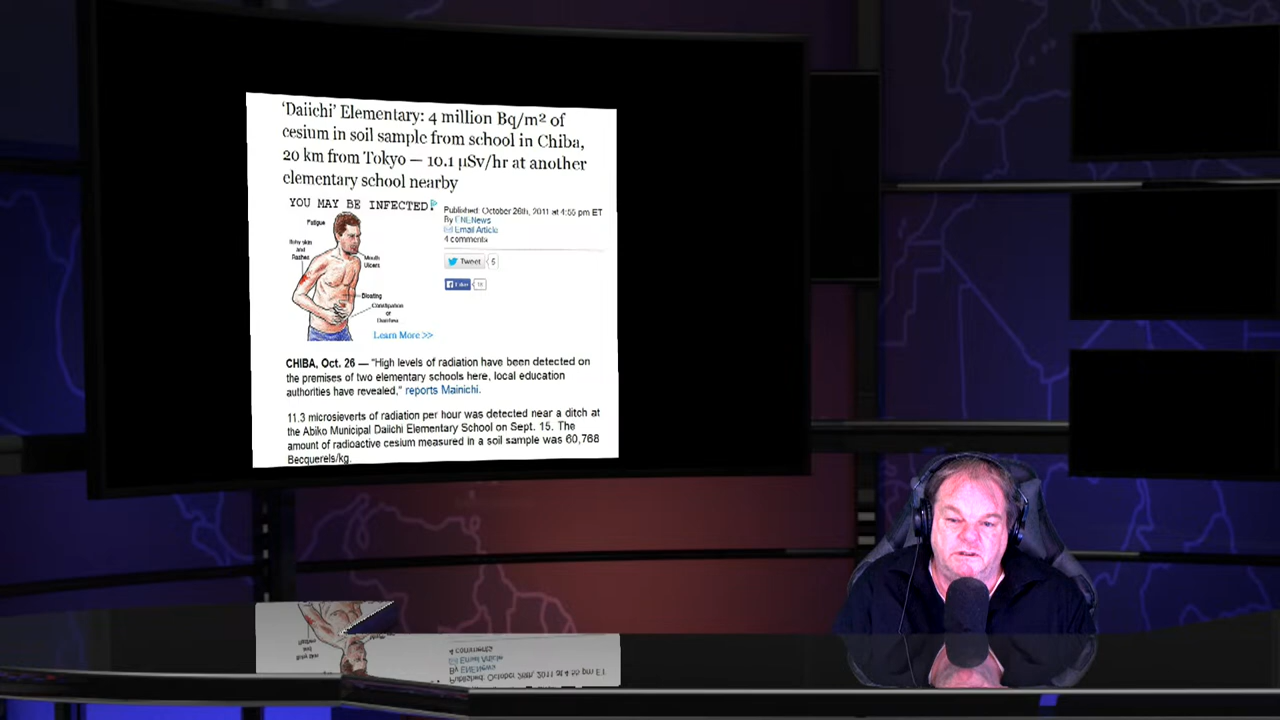 ‘Daiichi’ Elementary: 4 million Bq/m² of
cesium in soil sample from school in Chiba,
20 km from Tokyo — 10.1 μSv/hr at another
elementary school nearby
YOU MAY BE INFECTED!
Fatigue
Itchy skin
and
Rashes
Mouth
Ulcers
Bloating
Constipation
or
Diarrhea
Learn More >>
Published: October 26th, 2011 at 4:55 pm ET
By ENENews
Email Article
4 comments
Tweet 5
Like
CHIBA, Oct. 26 — “High levels of radiation have been detected on
the premises of two elementary schools here, local education
authorities have revealed,” reports Mainichi.
11.3 microsieverts of radiation per hour was detected near a ditch at
the Abiko Municipal Daiichi Elementary School on Sept. 15. The
amount of radioactive cesium measured in a soil sample was 60,768
Becquerels/kg.